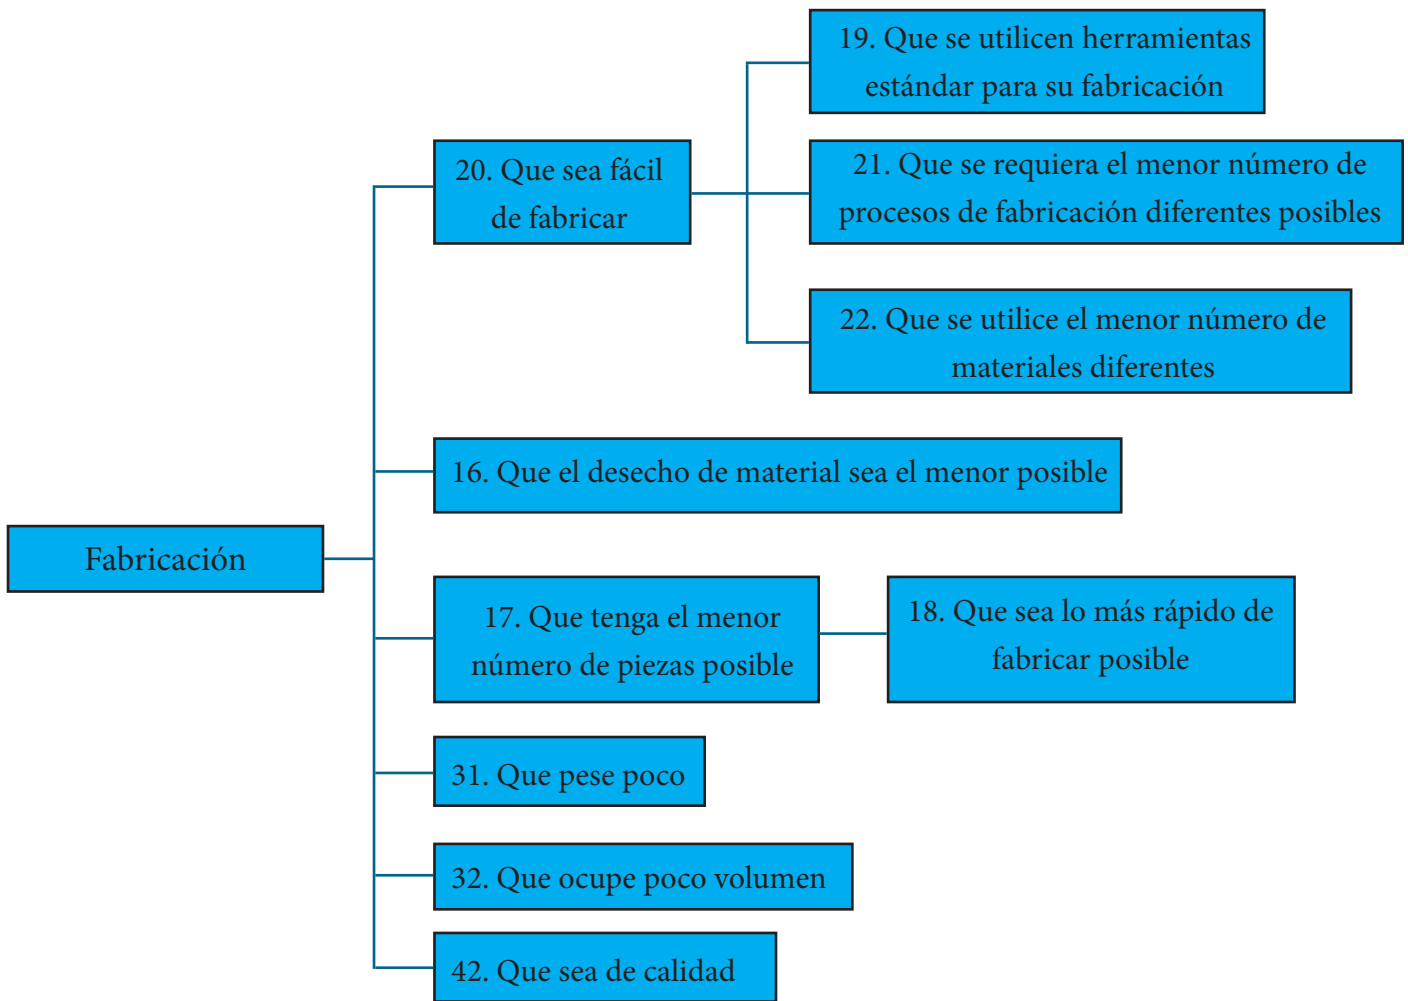 19. Que se utilicen herramientas
estándar para su fabricación
20. Que sea fácil
de fabricar
21. Que se requiera el menor número de
procesos de fabricación diferentes posibles
22. Que se utilice el menor número de
materiales diferentes
16. Que el desecho de material sea el menor posible
Fabricación
17. Que tenga el menor
número de piezas posible
18. Que sea lo más rápido de
fabricar posible
31. Que pese poco
32. Que ocupe poco volumen
42. Que sea de calidad